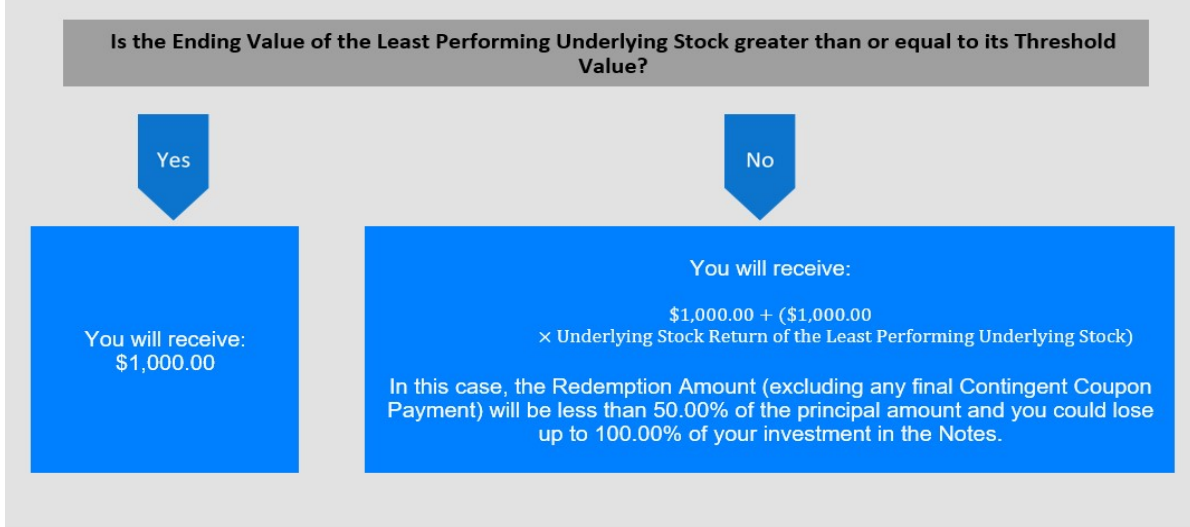 Is the Ending Value of the Least Performing Underlying Stock greater than or equal to its Threshold
Value?
Yes
No
You will receive:
$1,000.00
You will receive:
$1,000.00 + ($1,000.00
× Underlying Stock Return of the Least Performing Underlying Stock)
In this case, the Redemption Amount (excluding any final Contingent Coupon
Payment) will be less than 50.00% of the principal amount and you could lose
up to 100.00% of your investment in the Notes.